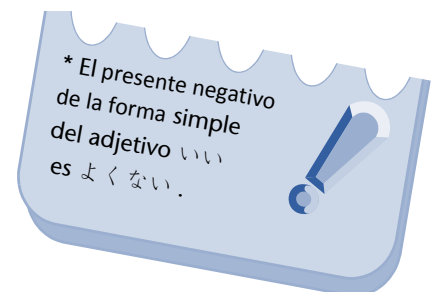 * El presente negativo
de la forma simple
del adjetivo いい
es よくない.